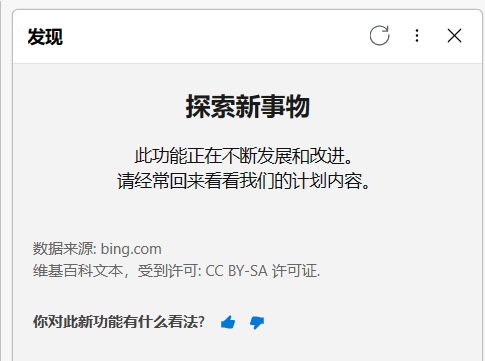 发现
探索新事物
此功能正在不断发展和改进。
请经常回来看看我们的计划内容。
数据来源: bing.com
维基百科文本，受到许可: CC BY-SA 许可证.
你对此新功能有什么看法?